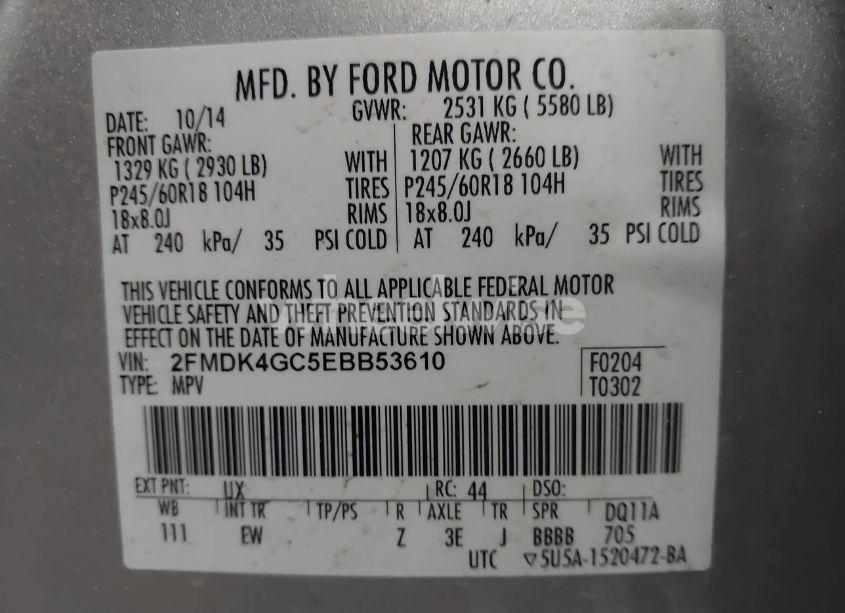 MFD. BY FORD MOTOR CO.
DATE: 10/14 GVWR: 2531 KG ( 5580 LB)
FRONT GAWR: REAR GAWR:
1329 KG ( 2930 LB) WITH 1207 KG ( 2660 LB) WITH
P245/60R18 104H TIRES P245/60R18 104H TIRES
18x8.0J RIMS 18x8.0J RIMS
AT 240 kPa/ 35 PSI COLD AT 240 kPa/ 35 PSI COLD
THIS VEHICLE CONFORMS TO ALL APPLICABLE FEDERAL MOTOR
VEHICLE SAFETY AND THEFT PREVENTION STANDARDS IN
EFFECT ON THE DATE OF MANUFACTURE SHOWN ABOVE.
VIN: 2FMDK4GC5EBB53610 F0204
TYPE: MPV T0302
EXT PNT: UX RC: 44 DSO:
WB INT TR TP/PS R AXLE TR SPR DQ11A
111 EW Z 3E J BBBB 705
UTC ▽5U5A-1520472-BA